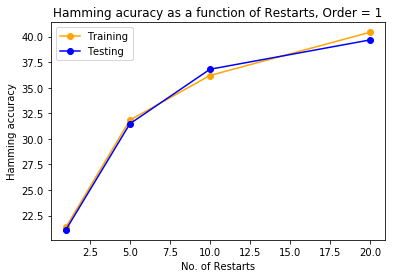 Hamming acuracy as a function of Restarts, Order = 1
Training
Testing
40.0
37.5
35.0
32.5
30.0
27.5
25.0
22.5
Hamming accuracy
2.5 5.0 7.5 10.0 12.5 15.0 17.5 20.0
No. of Restarts